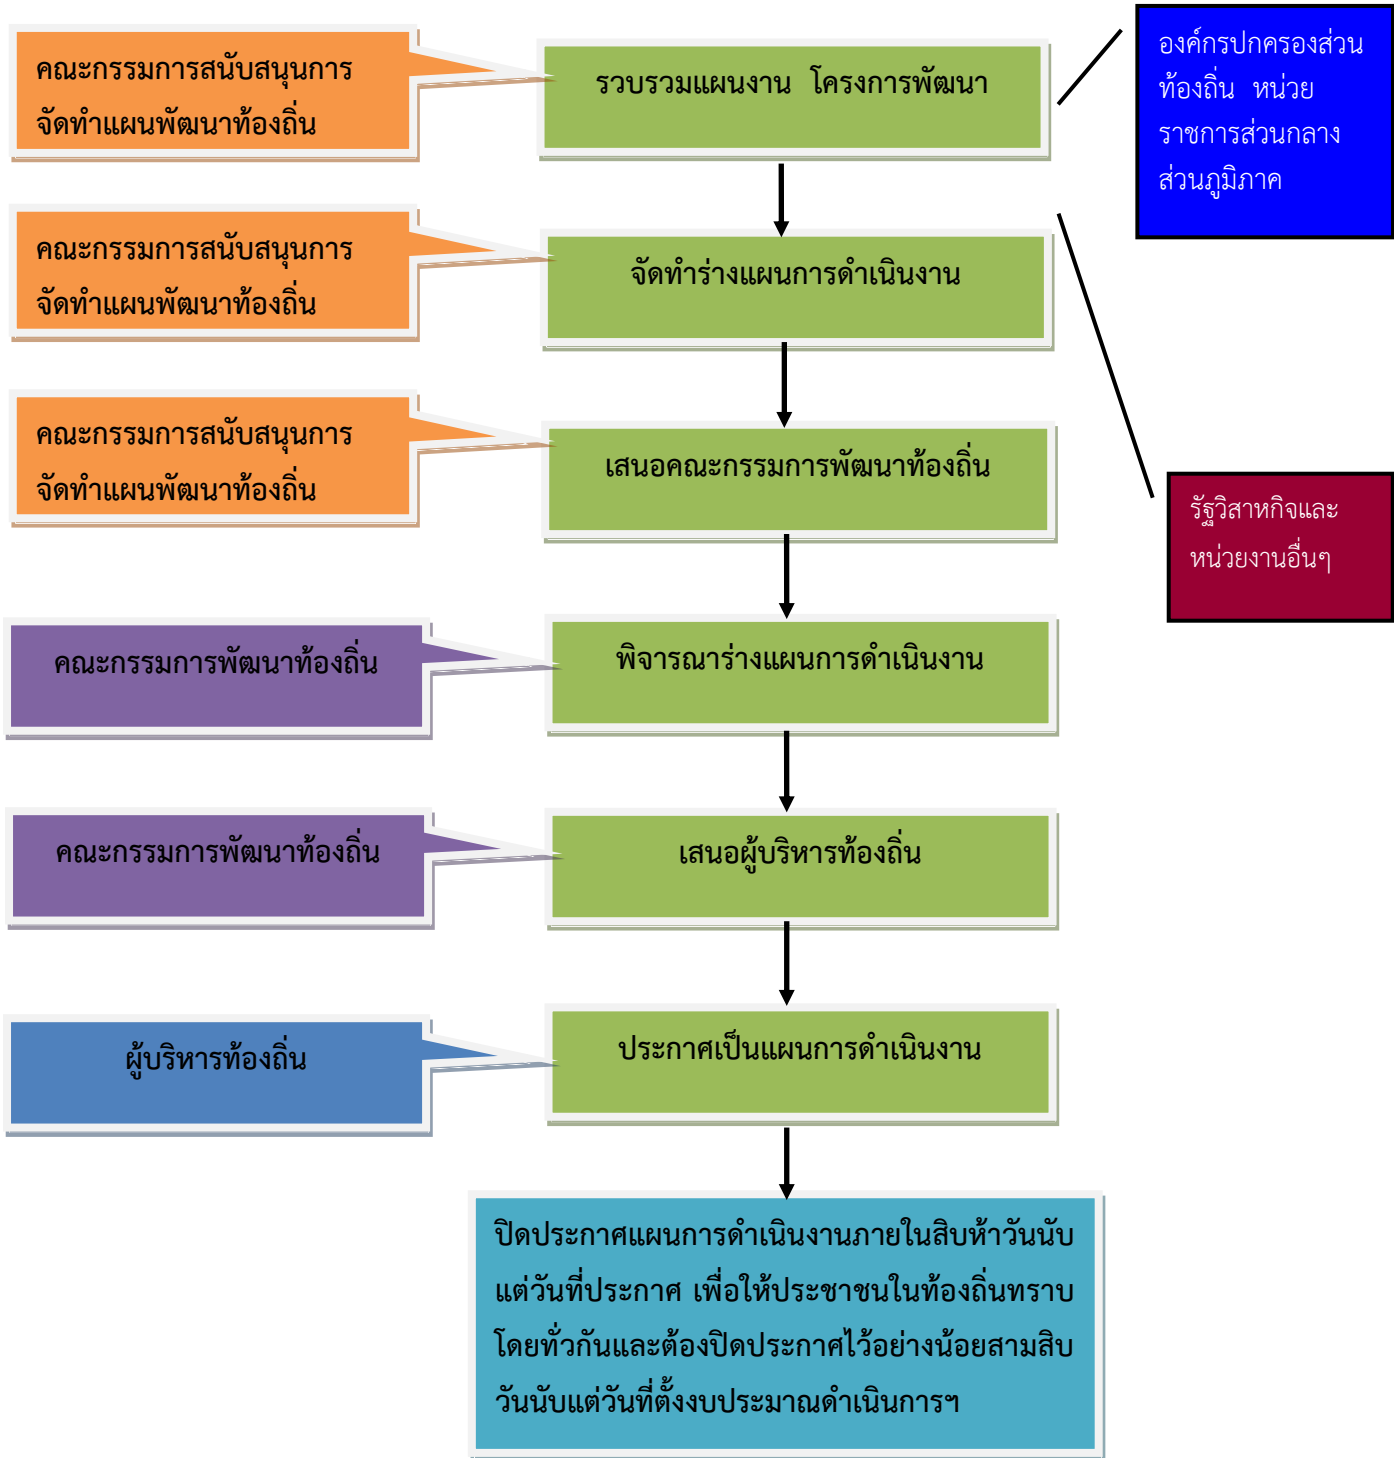 คณะกรรมการสนับสนุนการ
จัดทำแผนพัฒนาท้องถิ่น
รวบรวมแผนงาน โครงการพัฒนา
องค์กรปกครองส่วน
ท้องถิ่น หน่วย
ราชการส่วนกลาง
ส่วนภูมิภาค
คณะกรรมการสนับสนุนการ
จัดทำแผนพัฒนาท้องถิ่น
จัดทำร่างแผนการดำเนินงาน
คณะกรรมการสนับสนุนการ
จัดทำแผนพัฒนาท้องถิ่น
เสนอคณะกรรมการพัฒนาท้องถิ่น
รัฐวิสาหกิจและ
หน่วยงานอื่นๆ
คณะกรรมการพัฒนาท้องถิ่น
พิจารณาร่างแผนการดำเนินงาน
คณะกรรมการพัฒนาท้องถิ่น
เสนอผู้บริหารท้องถิ่น
ผู้บริหารท้องถิ่น
ประกาศเป็นแผนการดำเนินงาน
ปิดประกาศแผนการดำเนินงานภายในสิบห้าวันนับ
แต่วันที่ประกาศ เพื่อให้ประชาชนในท้องถิ่นทราบ
โดยทั่วกันและต้องปิดประกาศไว้อย่างน้อยสามสิบ
วันนับแต่วันที่ตั้งงบประมาณดำเนินการฯ